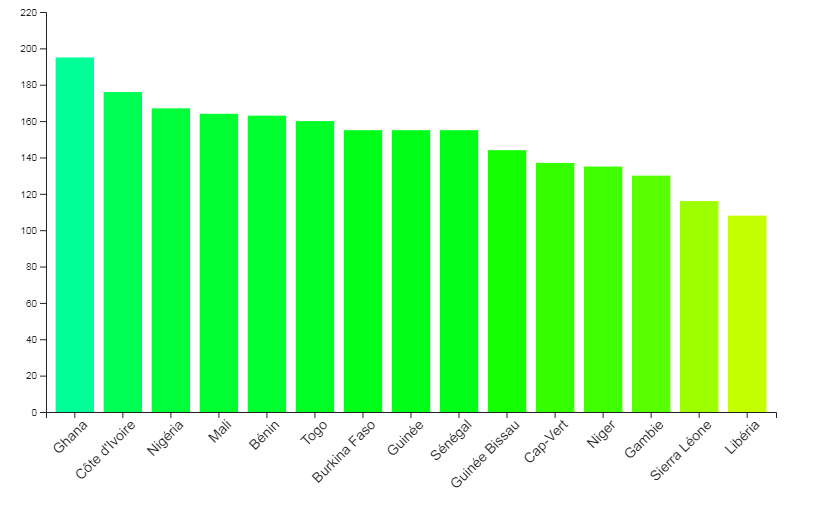 220
200
180
160
140
120
100
80
60
40
20
0
Ghana
Côte d'Ivoire
Nigéria
Mali
Bénin
Togo
Burkina Faso
Guinée
Sénégal
Guinée Bissau
Cap-Vert
Niger
Gambie
Sierra Léone
Libéria